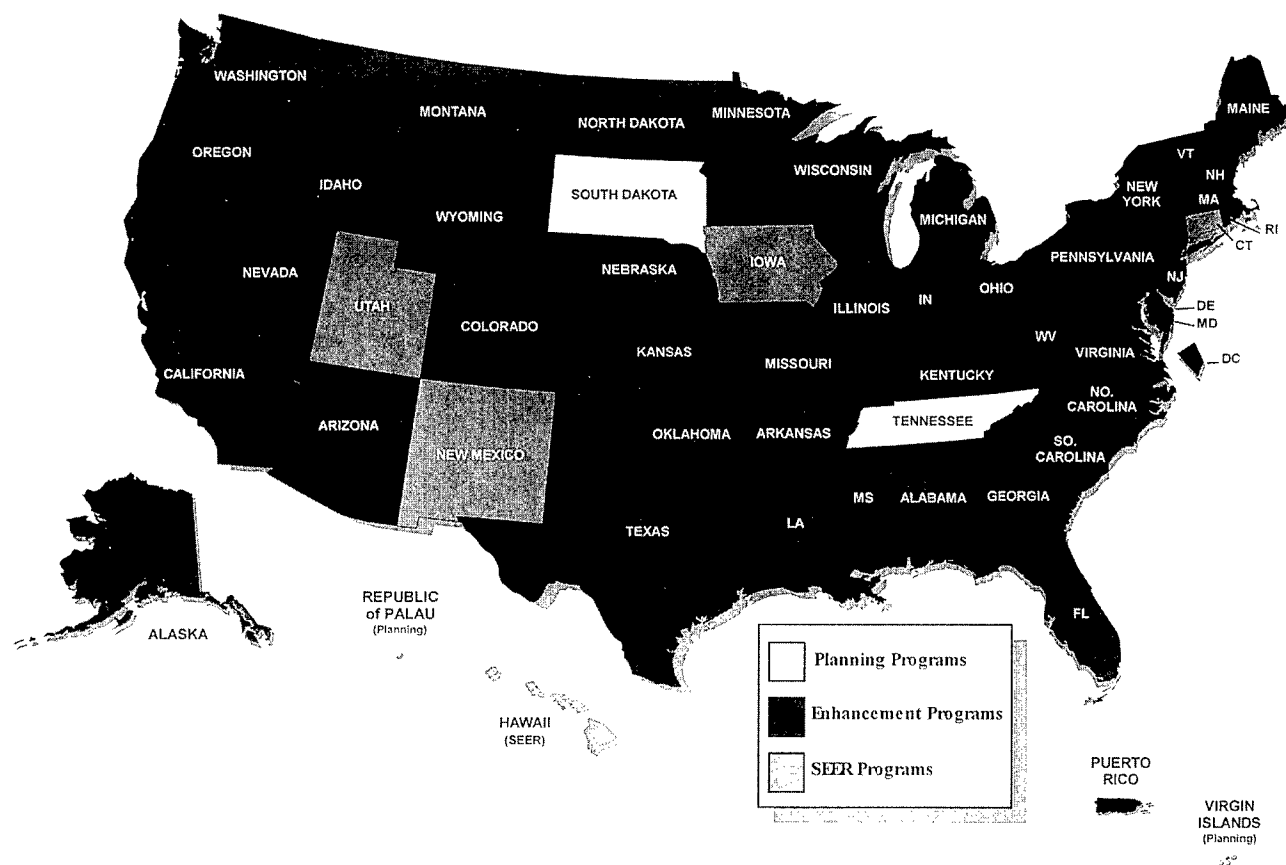 WASHINGTON
MONTANA
NORTH DAKOTA
MINNESOTA
MAINE
OREGON
VT
WISCONSIN
IDAHO
NH
SOUTH DAKOTA
NEW
YORK
MA
WYOMING
MICHIGAN
RI
CT
NEVADA
NEBRASKA
IOWA
PENNSYLVANIA
NJ
OHIO
IN
UTAH
ILLINOIS
DE
COLORADO
MD
WV
KANSAS
VIRGINIA
DC
MISSOURI
CALIFORNIA
KENTUCKY
NO.
CAROLINA
ARIZONA
TENNESSEE
OKLAHOMA
ARKANSAS
SO.
CAROLINA
NEW MEXICO
MS
ALABAMA
GEORGIA
LA
TEXAS
REPUBLIC
of PALAU
(Planning)
FL
ALASKA
Planning Programs
Enhancement Programs
HAWAII
(SEER)
SEER Programs
PUERTO
RICO
VIRGIN
ISLANDS
(Planning)